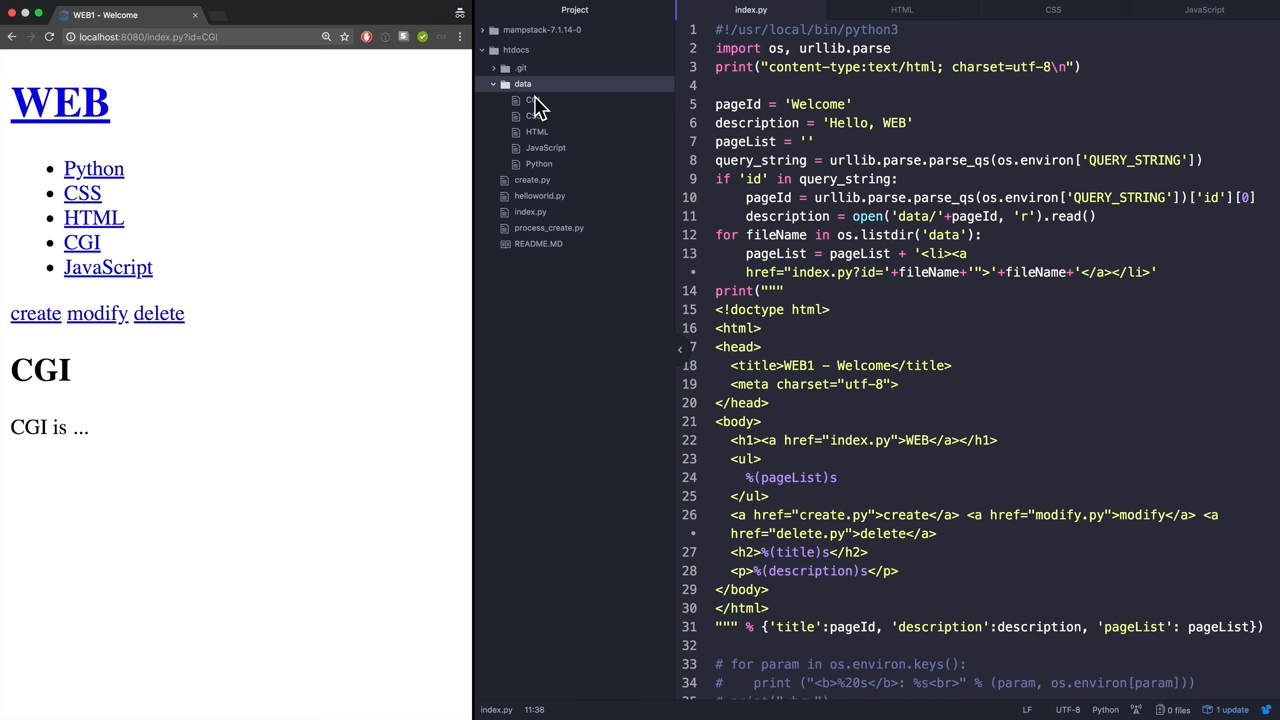 WEB1 - Welcome
localhost:8080/index.py?id=CGI
WEB
Python
CSS
HTML
CGI
JavaScript
create modify delete
CGI
CGI is ...
Project
mampstack-7.1.14-0
htdocs
.git
data
HTML
JavaScript
Python
create.py
helloworld.py
index.py
process_create.py
README.MD
index.py HTML CSS JavaScript
1 #!/usr/local/bin/python3
2 import os, urllib.parse
3 print("content-type:text/html; charset=utf-8\n")
4
5 pageId = 'Welcome'
6 description = 'Hello, WEB'
7 pageList = ''
8 query_string = urllib.parse.parse_qs(os.environ['QUERY_STRING'])
9 if 'id' in query_string:
10 pageId = urllib.parse.parse_qs(os.environ['QUERY_STRING'])['id'][0]
11 description = open('data/'+pageId, 'r').read()
12 for fileName in os.listdir('data'):
13 pageList = pageList + '<li><a
• href="index.py?id='+fileName+'">'+fileName+'</a></li>'
14 print("""
15 <!doctype html>
16 <html>
7 <head>
18 <title>WEB1 - Welcome</title>
19 <meta charset="utf-8">
20 </head>
21 <body>
22 <h1><a href="index.py">WEB</a></h1>
23 <ul>
24 %(pageList)s
25 </ul>
26 <a href="create.py">create</a> <a href="modify.py">modify</a> <a
• href="delete.py">delete</a>
27 <h2>%(title)s</h2>
28 <p>%(description)s</p>
29 </body>
30 </html>
31 """ % {'title':pageId, 'description':description, 'pageList': pageList})
32
33 # for param in os.environ.keys():
34 # print ("<b>%20s</b>: %s<br>" % (param, os.environ[param]))
index.py 11:38 LF UTF-8 Python 0 files 1 update